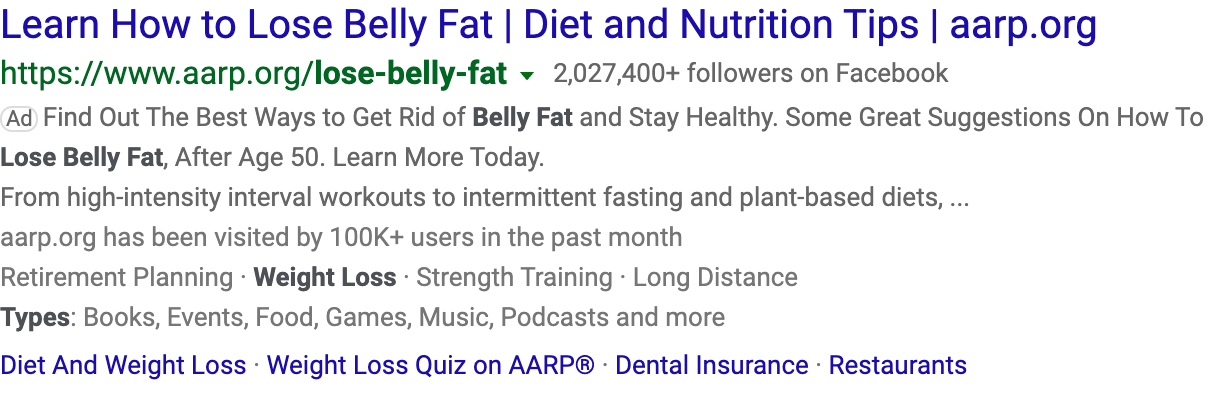 Learn How to Lose Belly Fat | Diet and Nutrition Tips | aarp.org
https://www.aarp.org/lose-belly-fat 2,027,400+ followers on Facebook
Ad Find Out The Best Ways to Get Rid of Belly Fat and Stay Healthy. Some Great Suggestions On How To
Lose Belly Fat, After Age 50. Learn More Today.
From high-intensity interval workouts to intermittent fasting and plant-based diets, ...
aarp.org has been visited by 100K+ users in the past month
Retirement Planning · Weight Loss · Strength Training · Long Distance
Types: Books, Events, Food, Games, Music, Podcasts and more
Diet And Weight Loss · Weight Loss Quiz on AARP® · Dental Insurance · Restaurants